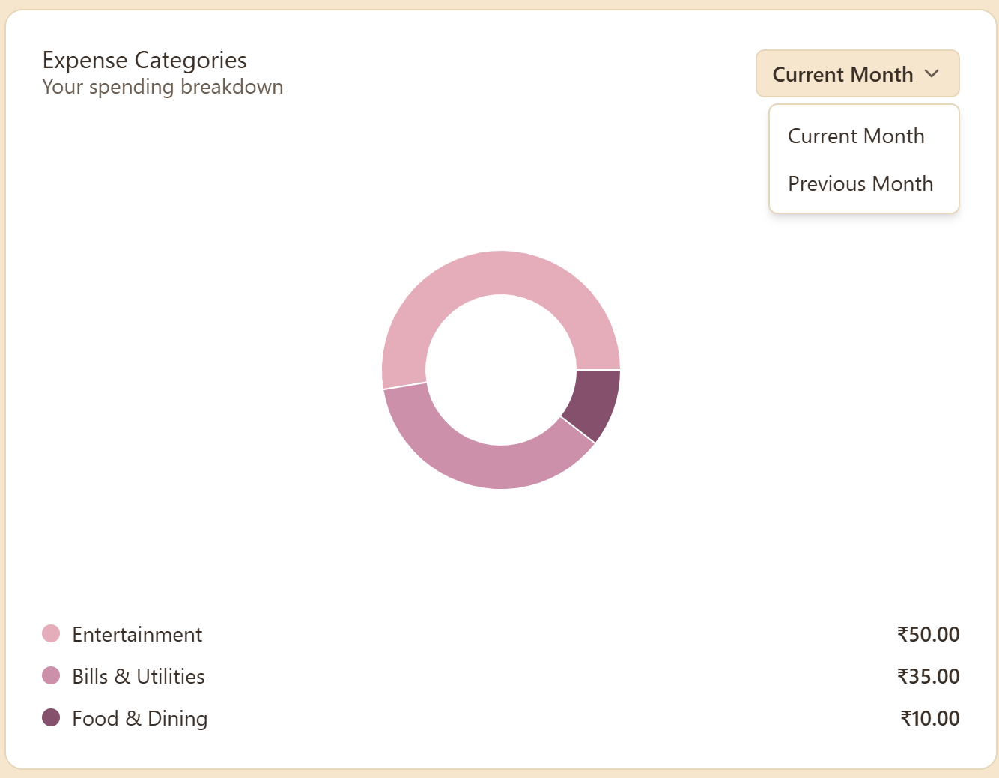 Expense Categories
Your spending breakdown
Current Month
Current Month
Previous Month
Entertainment ₹50.00
Bills & Utilities ₹35.00
Food & Dining ₹10.00